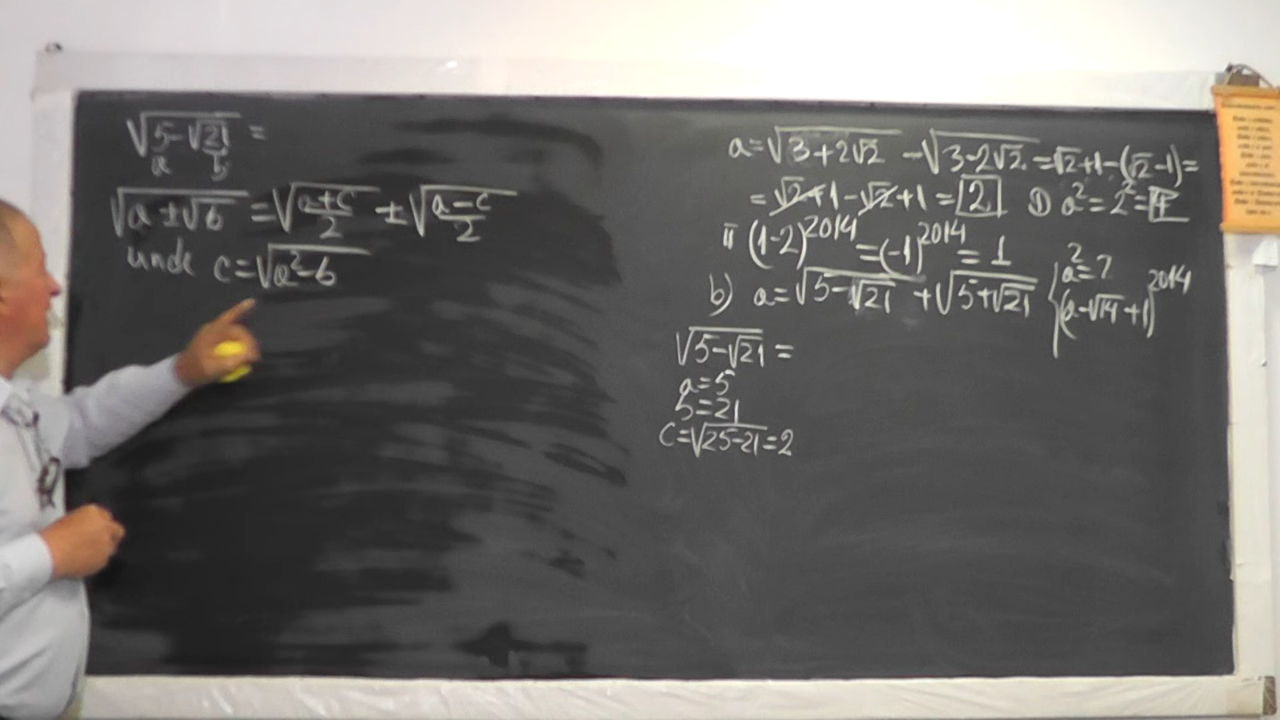 √(5-√21) =
a b
√(a ± √b) = √((a+c)/2) ± √((a-c)/2)
unde c = √(a²-b)
a = √(3+2√2) - √(3-2√2) = √2+1-(√2-1) =
= √2+1-√2+1 = 2 I) a² = 2² = 4
II (1-2)^2014 = (-1)^2014 = 1
b) a = √(5-√21) + √(5+√21) { a² = ?
(a-√14+1)^2014
√(5-√21) =
a = 5
b = 21
c = √(25-21) = 2